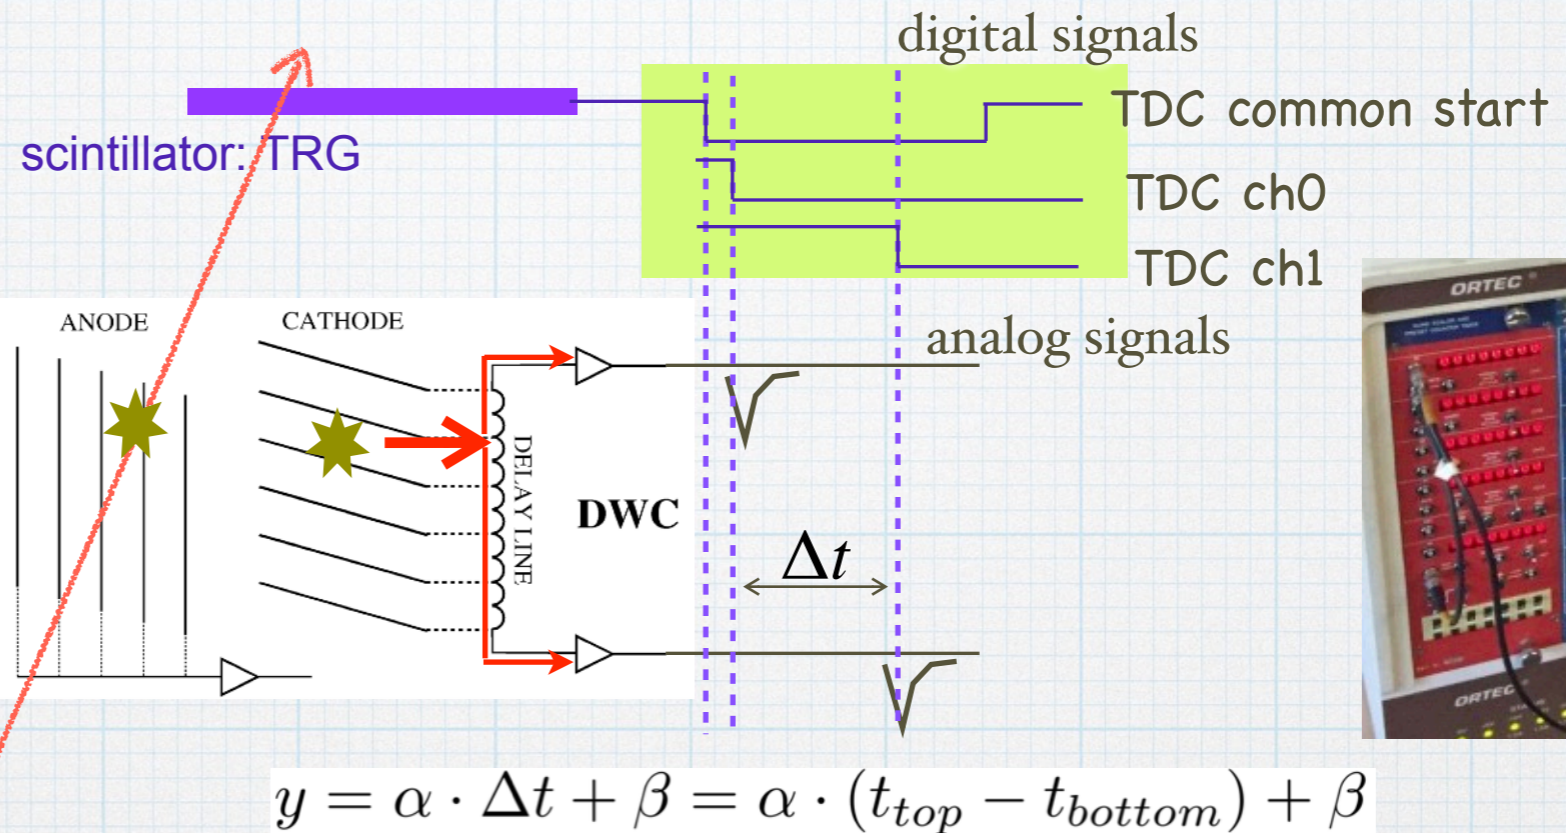 digital signals
TDC common start
scintillator: TRG
TDC ch0
TDC ch1
ORTEC
ANODE
CATHODE
analog signals
DELAY LINE
DWC
Δt
ORTEC
y = α · Δt + β = α · (t_top − t_bottom) + β